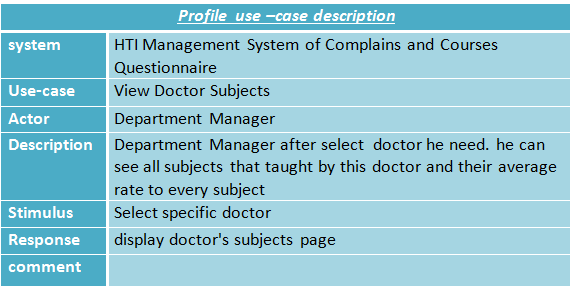 Profile use –case description
system
HTI Management System of Complains and Courses
Questionnaire
Use-case
View Doctor Subjects
Actor
Department Manager
Description
Department Manager after select doctor he need. he can
see all subjects that taught by this doctor and their average
rate to every subject
Stimulus
Select specific doctor
Response
display doctor's subjects page
comment